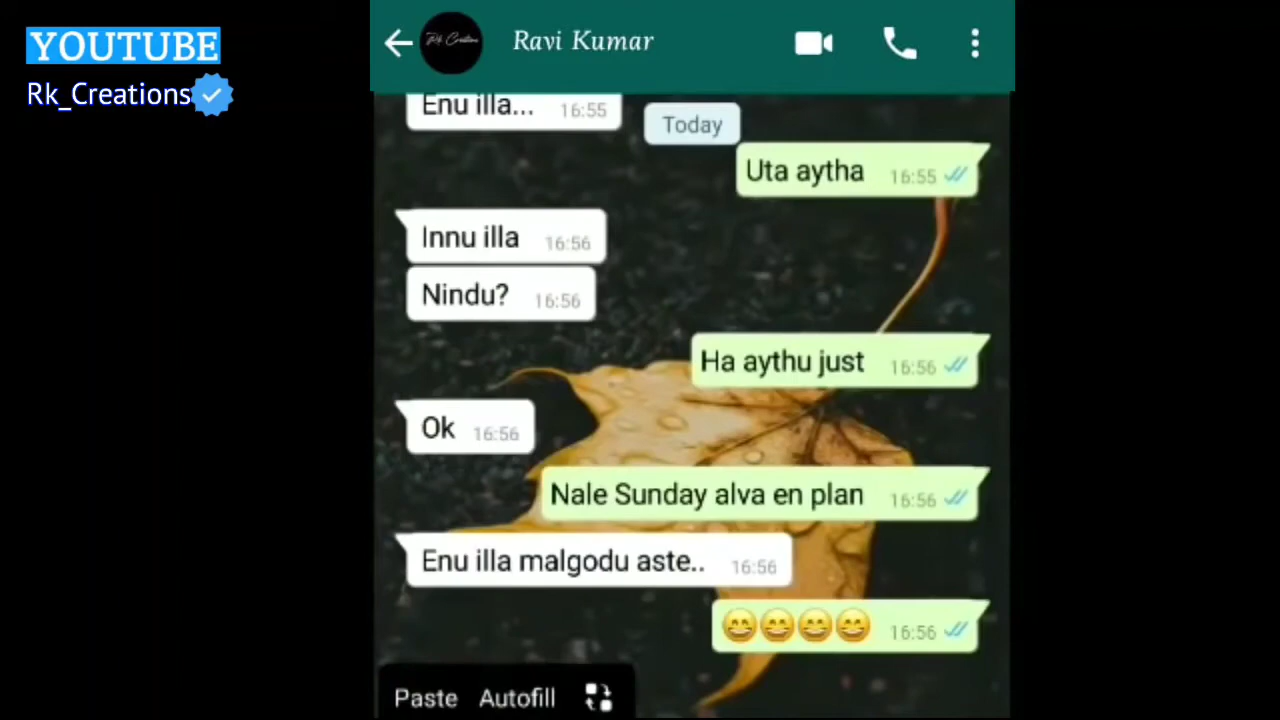 YOUTUBE
Rk_Creations
Rk Creations
Ravi Kumar
Enu illa... 16:55
Today
Uta aytha 16:55
Innu illa 16:56
Nindu? 16:56
Ha aythu just 16:56
Ok 16:56
Nale Sunday alva en plan 16:56
Enu illa malgodu aste.. 16:56
😁😁😁😁 16:56
Paste Autofill